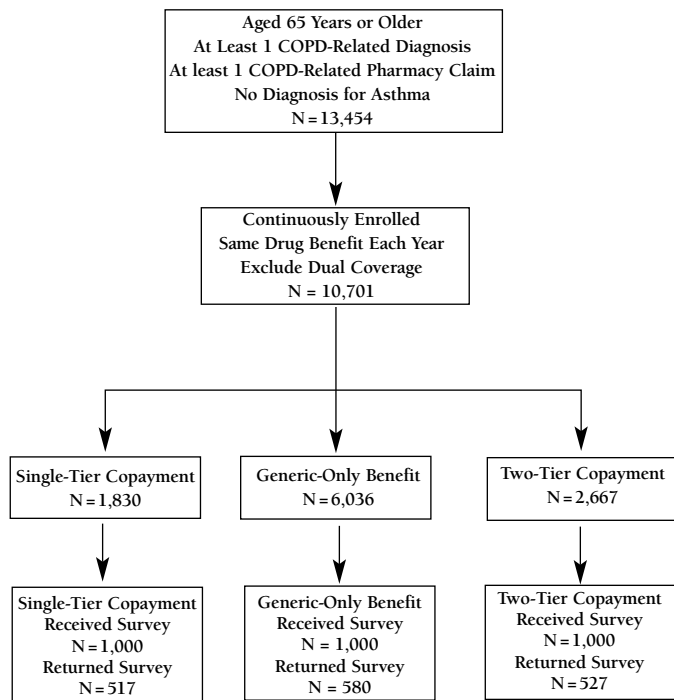 Aged 65 Years or Older
At Least 1 COPD-Related Diagnosis
At least 1 COPD-Related Pharmacy Claim
No Diagnosis for Asthma
N = 13,454
Continuously Enrolled
Same Drug Benefit Each Year
Exclude Dual Coverage
N = 10,701
Single-Tier Copayment
N = 1,830
Generic-Only Benefit
N = 6,036
Two-Tier Copayment
N = 2,667
Single-Tier Copayment
Received Survey
N = 1,000
Returned Survey
N = 517
Generic-Only Benefit
Received Survey
N = 1,000
Returned Survey
N = 580
Two-Tier Copayment
Received Survey
N = 1,000
Returned Survey
N = 527